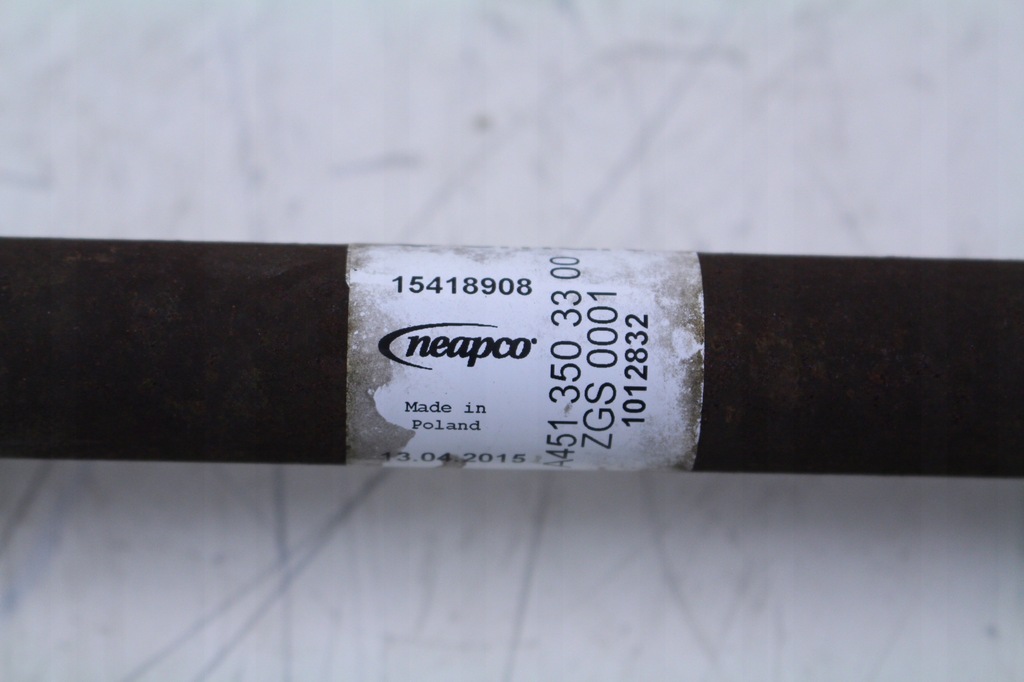 15418908
neapco
Made in
Poland
13.04.2015
A451 350 33 00
ZGS 0001
1012832